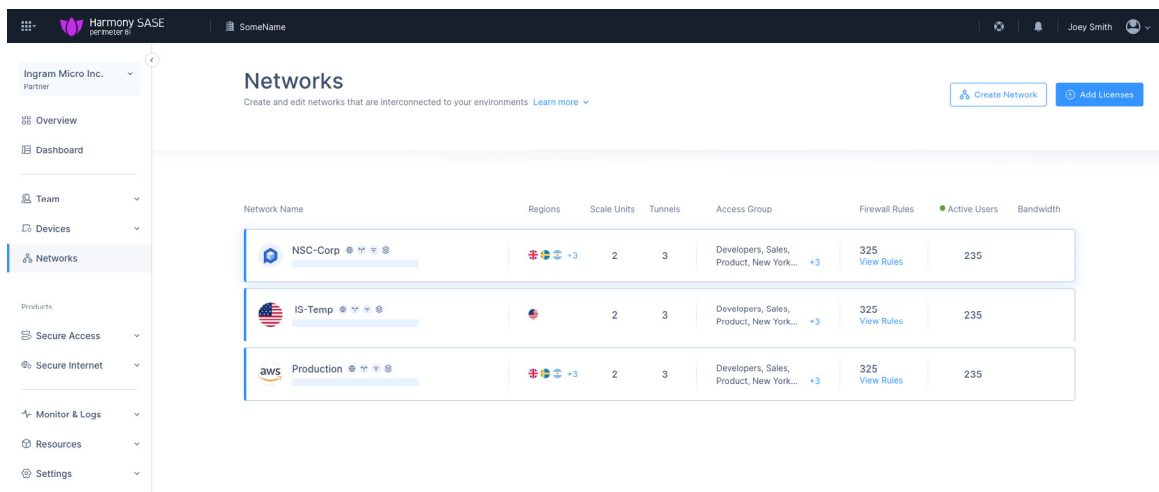 Harmony SASE
perimeter 81
SomeName
Joey Smith
Ingram Micro Inc.
Partner
Overview
Dashboard
Team
Devices
Networks
Products
Secure Access
Secure Internet
Monitor & Logs
Resources
Settings
Networks
Create and edit networks that are interconnected to your environments Learn more
Create Network
Add Licenses
Network Name Regions Scale Units Tunnels Access Group Firewall Rules Active Users Bandwidth
NSC-Corp +3 2 3 Developers, Sales, 325 235
Product, New York... +3 View Rules
IS-Temp 2 3 Developers, Sales, 325 235
Product, New York... +3 View Rules
aws Production +3 2 3 Developers, Sales, 325 235
Product, New York... +3 View Rules